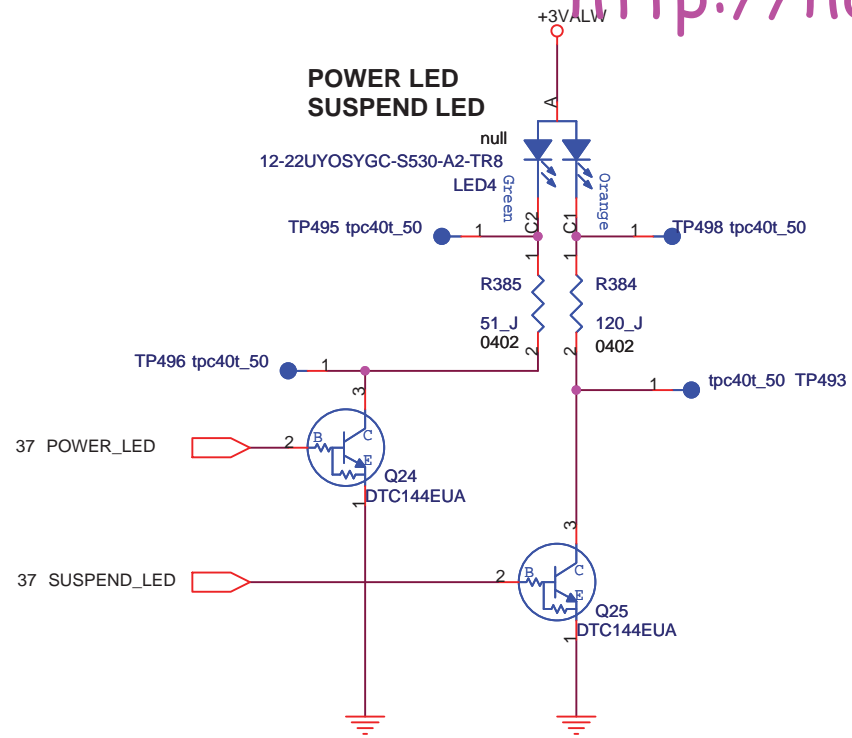 +3VALW
http://
POWER LED
SUSPEND LED
A
null
12-22UYOSYGC-S530-A2-TR8
LED4
Green
Orange
C2
C1
TP495 tpc40t_50
1
1
TP498 tpc40t_50
1
1
R385
R384
51_J
120_J
0402
0402
2
2
TP496 tpc40t_50
1
1
tpc40t_50 TP493
3
37 POWER_LED
2
B
C
E
Q24
DTC144EUA
1
3
37 SUSPEND_LED
2
B
C
E
Q25
DTC144EUA
1